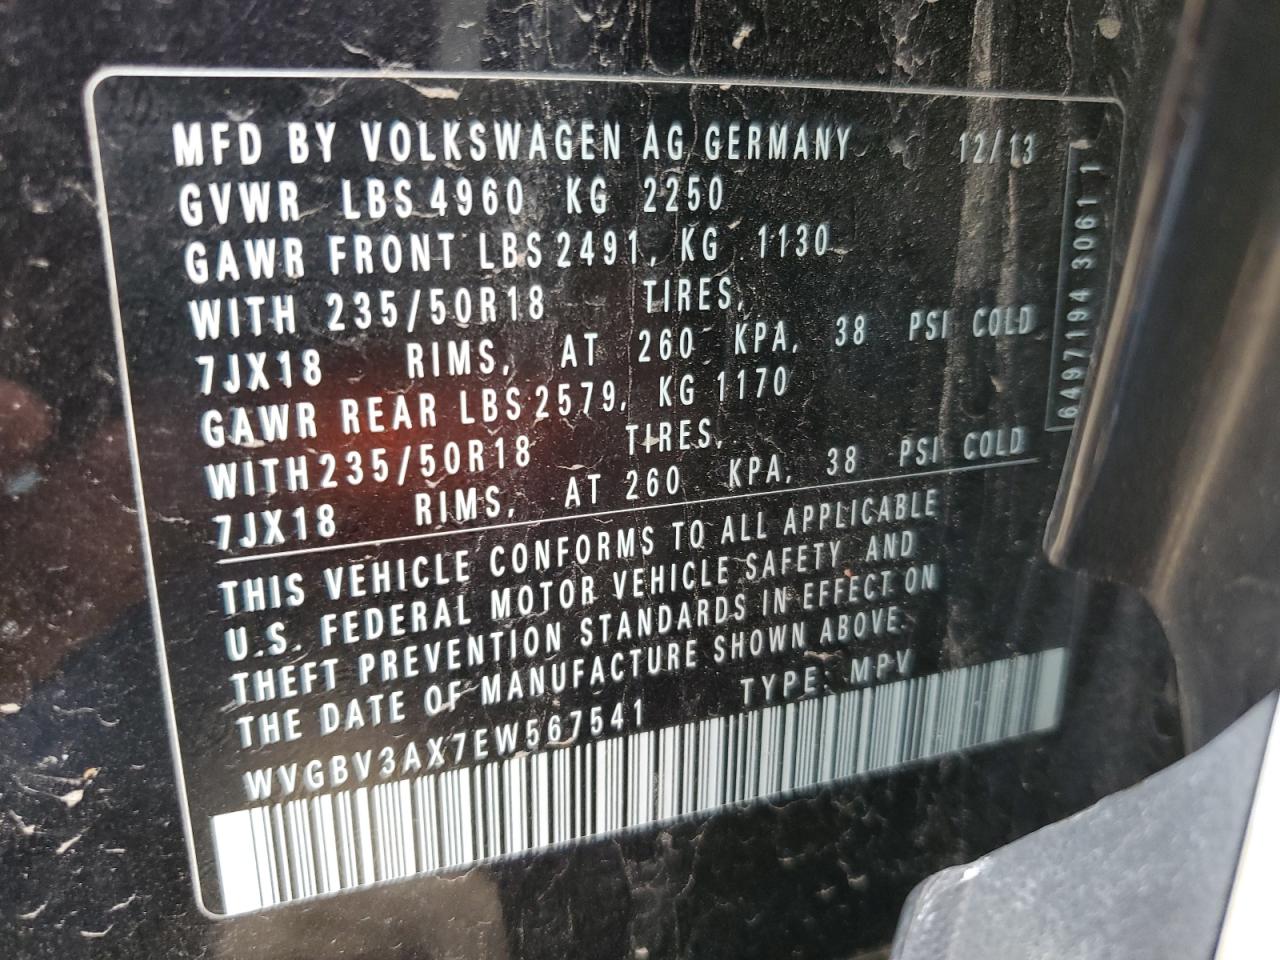 MFD BY VOLKSWAGEN AG GERMANY 12/13
GVWR LBS 4960 KG 2250
GAWR FRONT LBS 2491, KG 1130
WITH 235/50R18 TIRES,
7JX18 RIMS, AT 260 KPA, 38 PSI COLD
GAWR REAR LBS 2579, KG 1170
WITH 235/50R18 TIRES,
7JX18 RIMS, AT 260 KPA, 38 PSI COLD
THIS VEHICLE CONFORMS TO ALL APPLICABLE
U.S. FEDERAL MOTOR VEHICLE SAFETY AND
THEFT PREVENTION STANDARDS IN EFFECT ON
THE DATE OF MANUFACTURE SHOWN ABOVE.
WVGBV3AX7EW567541 TYPE: MPV
6497194 3061 1